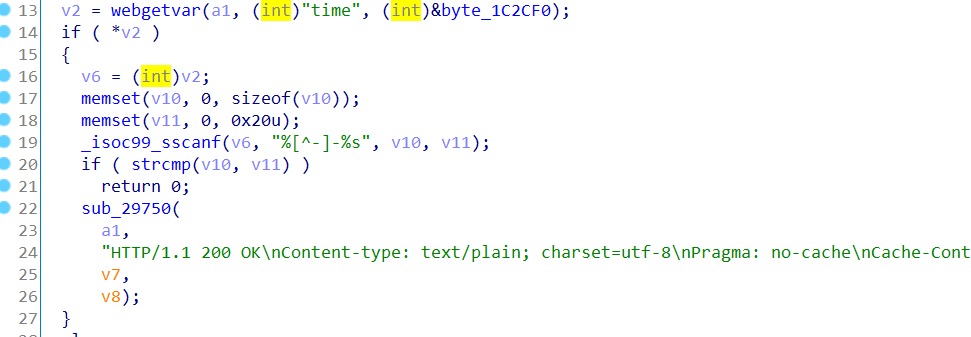 13 v2 = webgetvar(a1, (int)"time", (int)&byte_1C2CF0);
14 if ( *v2 )
15 {
16 v6 = (int)v2;
17 memset(v10, 0, sizeof(v10));
18 memset(v11, 0, 0x20u);
19 _isoc99_sscanf(v6, "%[^-]-%s", v10, v11);
20 if ( strcmp(v10, v11) )
21 return 0;
22 sub_29750(
23 a1,
24 "HTTP/1.1 200 OK\nContent-type: text/plain; charset=utf-8\nPragma: no-cache\nCache-Cont
25 v7,
26 v8);
27 }